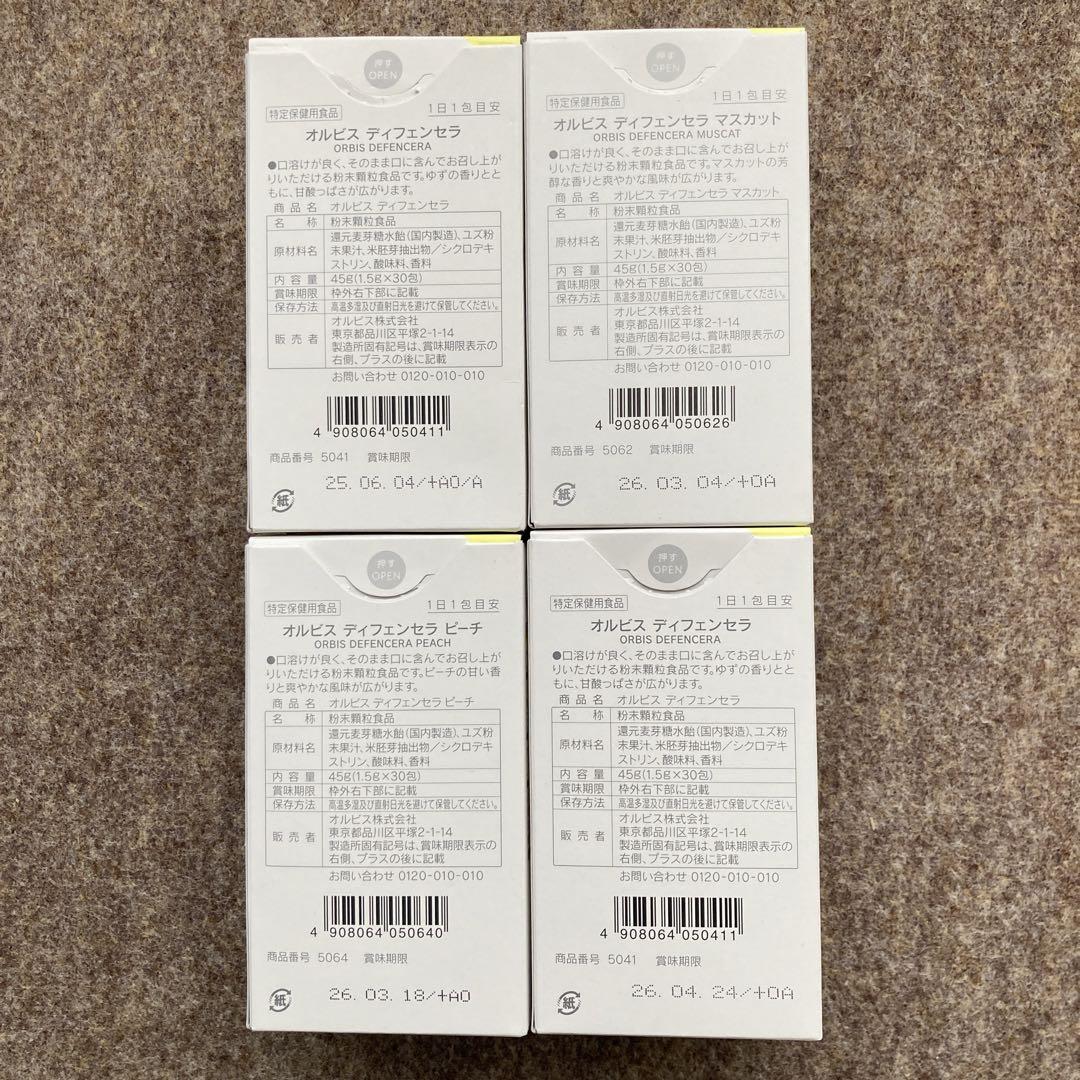 押す
OPEN
特定保健用食品
1日1包目安
オルビス ディフェンセラ
ORBIS DEFENCERA
●口溶けが良く、そのまま口に含んでお召し上が
りいただける粉末顆粒食品です。ゆずの香りとと
もに、甘酸っぱさが広がります。
商品名 オルビス ディフェンセラ
名称 粉末顆粒食品
原材料名 還元麦芽糖水飴(国内製造)、ユズ粉
末果汁、米胚芽抽出物／シクロデキ
ストリン、酸味料、香料
内容量 45g(1.5g×30包)
賞味期限 枠外右下部に記載
保存方法 高温多湿及び直射日光を避けて保管してください。
販売者 オルビス株式会社
東京都品川区平塚2-1-14
製造所固有記号は、賞味期限表示の
右側、プラスの後に記載
お問い合わせ 0120-010-010
4 908064 050411
商品番号 5041 賞味期限
25. 06. 04/+A0/A
紙
押す
OPEN
特定保健用食品
1日1包目安
オルビス ディフェンセラ マスカット
ORBIS DEFENCERA MUSCAT
●口溶けが良く、そのまま口に含んでお召し上が
りいただける粉末顆粒食品です。マスカットの芳
醇な香りと爽やかな風味が広がります。
商品名 オルビス ディフェンセラ マスカット
名称 粉末顆粒食品
原材料名 還元麦芽糖水飴(国内製造)、ユズ粉
末果汁、米胚芽抽出物／シクロデキ
ストリン、酸味料、香料
内容量 45g(1.5g×30包)
賞味期限 枠外右下部に記載
保存方法 高温多湿及び直射日光を避けて保管してください。
販売者 オルビス株式会社
東京都品川区平塚2-1-14
製造所固有記号は、賞味期限表示の
右側、プラスの後に記載
お問い合わせ 0120-010-010
4 908064 050626
商品番号 5062 賞味期限
26. 03. 04/+0A
紙
押す
OPEN
特定保健用食品
1日1包目安
オルビス ディフェンセラ ピーチ
ORBIS DEFENCERA PEACH
●口溶けが良く、そのまま口に含んでお召し上が
りいただける粉末顆粒食品です。ピーチの甘い香
りと爽やかな風味が広がります。
商品名 オルビス ディフェンセラ ピーチ
名称 粉末顆粒食品
原材料名 還元麦芽糖水飴(国内製造)、ユズ粉
末果汁、米胚芽抽出物／シクロデキ
ストリン、酸味料、香料
内容量 45g(1.5g×30包)
賞味期限 枠外右下部に記載
保存方法 高温多湿及び直射日光を避けて保管してください。
販売者 オルビス株式会社
東京都品川区平塚2-1-14
製造所固有記号は、賞味期限表示の
右側、プラスの後に記載
お問い合わせ 0120-010-010
4 908064 050640
商品番号 5064 賞味期限
26. 03. 18/+A0
紙
押す
OPEN
特定保健用食品
1日1包目安
オルビス ディフェンセラ
ORBIS DEFENCERA
●口溶けが良く、そのまま口に含んでお召し上が
りいただける粉末顆粒食品です。ゆずの香りとと
もに、甘酸っぱさが広がります。
商品名 オルビス ディフェンセラ
名称 粉末顆粒食品
原材料名 還元麦芽糖水飴(国内製造)、ユズ粉
末果汁、米胚芽抽出物／シクロデキ
ストリン、酸味料、香料
内容量 45g(1.5g×30包)
賞味期限 枠外右下部に記載
保存方法 高温多湿及び直射日光を避けて保管してください。
販売者 オルビス株式会社
東京都品川区平塚2-1-14
製造所固有記号は、賞味期限表示の
右側、プラスの後に記載
お問い合わせ 0120-010-010
4 908064 050411
商品番号 5041 賞味期限
26. 04. 24/+0A
紙